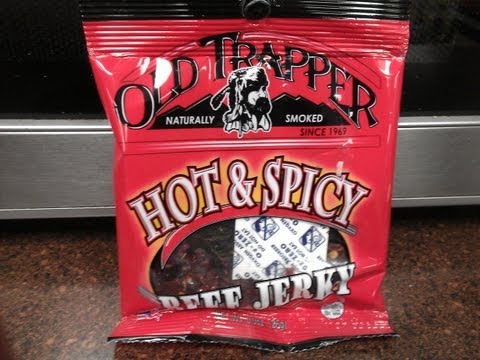 OLD TRAPPER
NATURALLY SMOKED
SINCE 1969
HOT & SPICY
BEEF JERKY